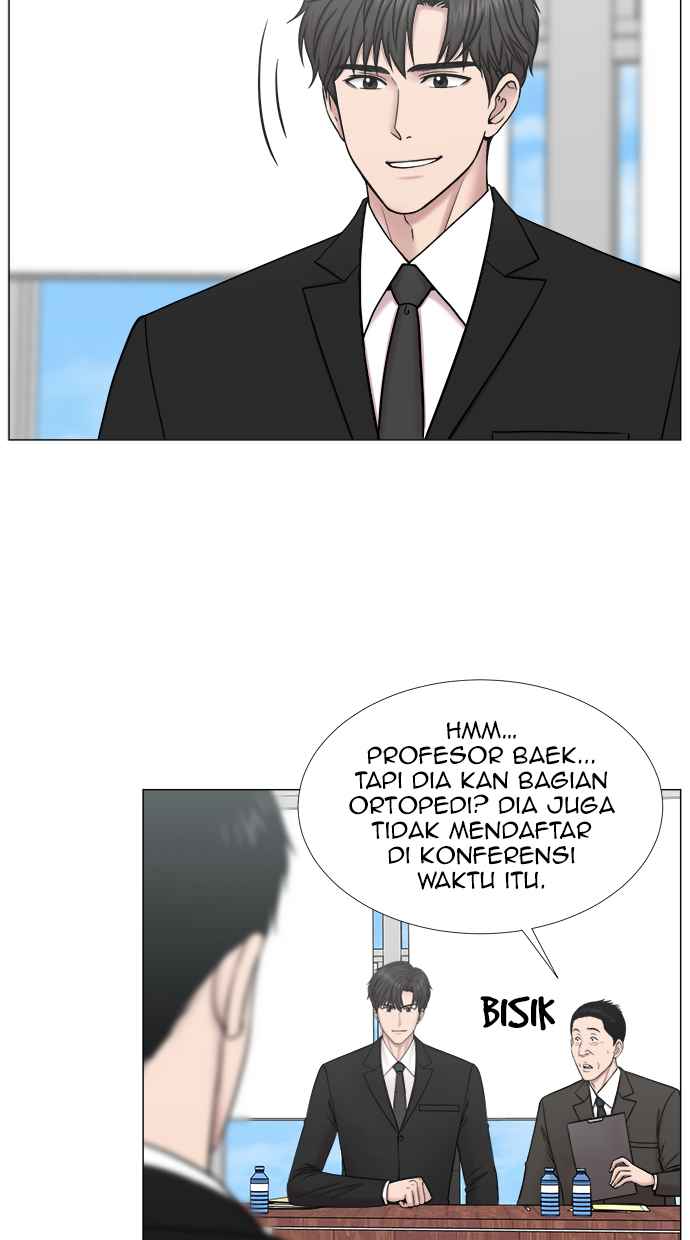 HMM...
PROFESOR BAEK...
TAPI DIA KAN BAGIAN
ORTOPEDI? DIA JUGA
TIDAK MENDAFTAR
DI KONFERENSI
WAKTU ITU.
BISIK